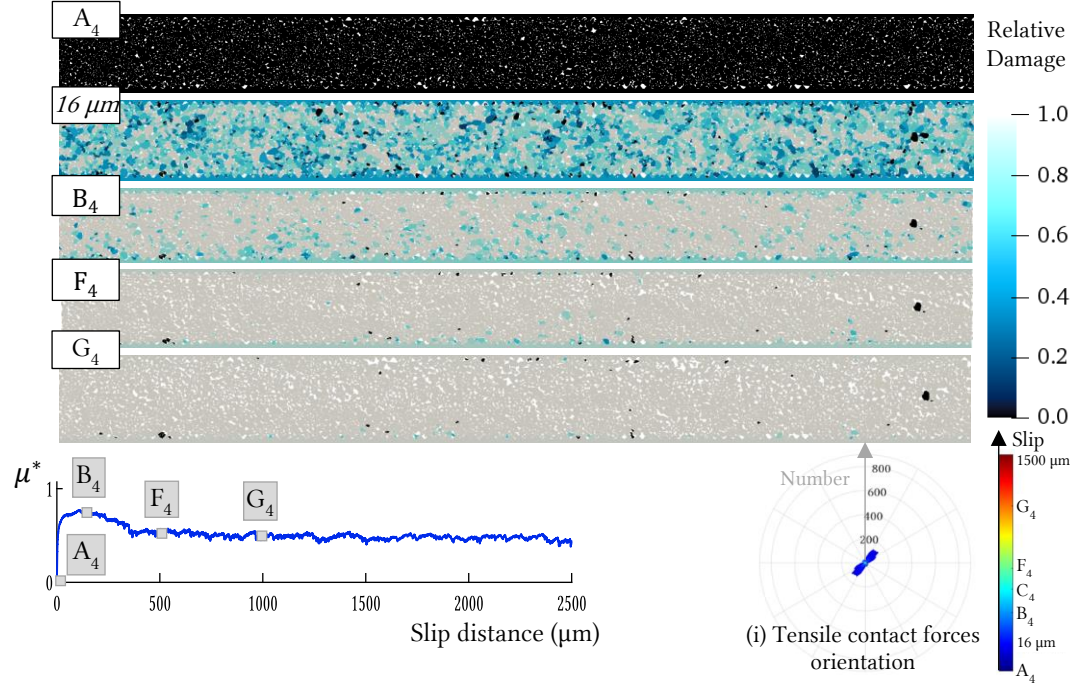 A₄
Relative
Damage
16 μm
1.0
0.8
B₄
0.6
F₄
0.4
G₄
0.2
0.0
μ*
1
B₄
F₄
G₄
A₄
0
0
500
1000
1500
2000
2500
Slip distance (μm)
Number
800
600
400
200
(i) Tensile contact forces
orientation
Slip
1500 μm
G₄
F₄
C₄
B₄
16 μm
A₄